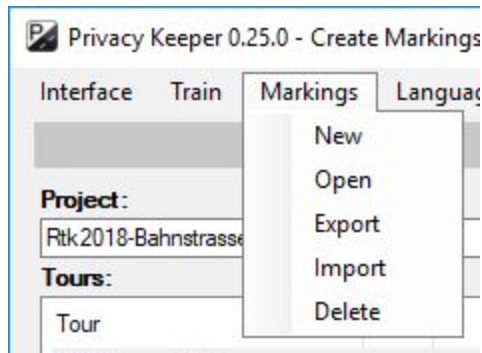 Privacy Keeper 0.25.0 - Create Markings
Interface Train Markings
New
Open
Export
Import
Delete
Project:
Rtk2018-Bahnstrasse
Tours:
Tour